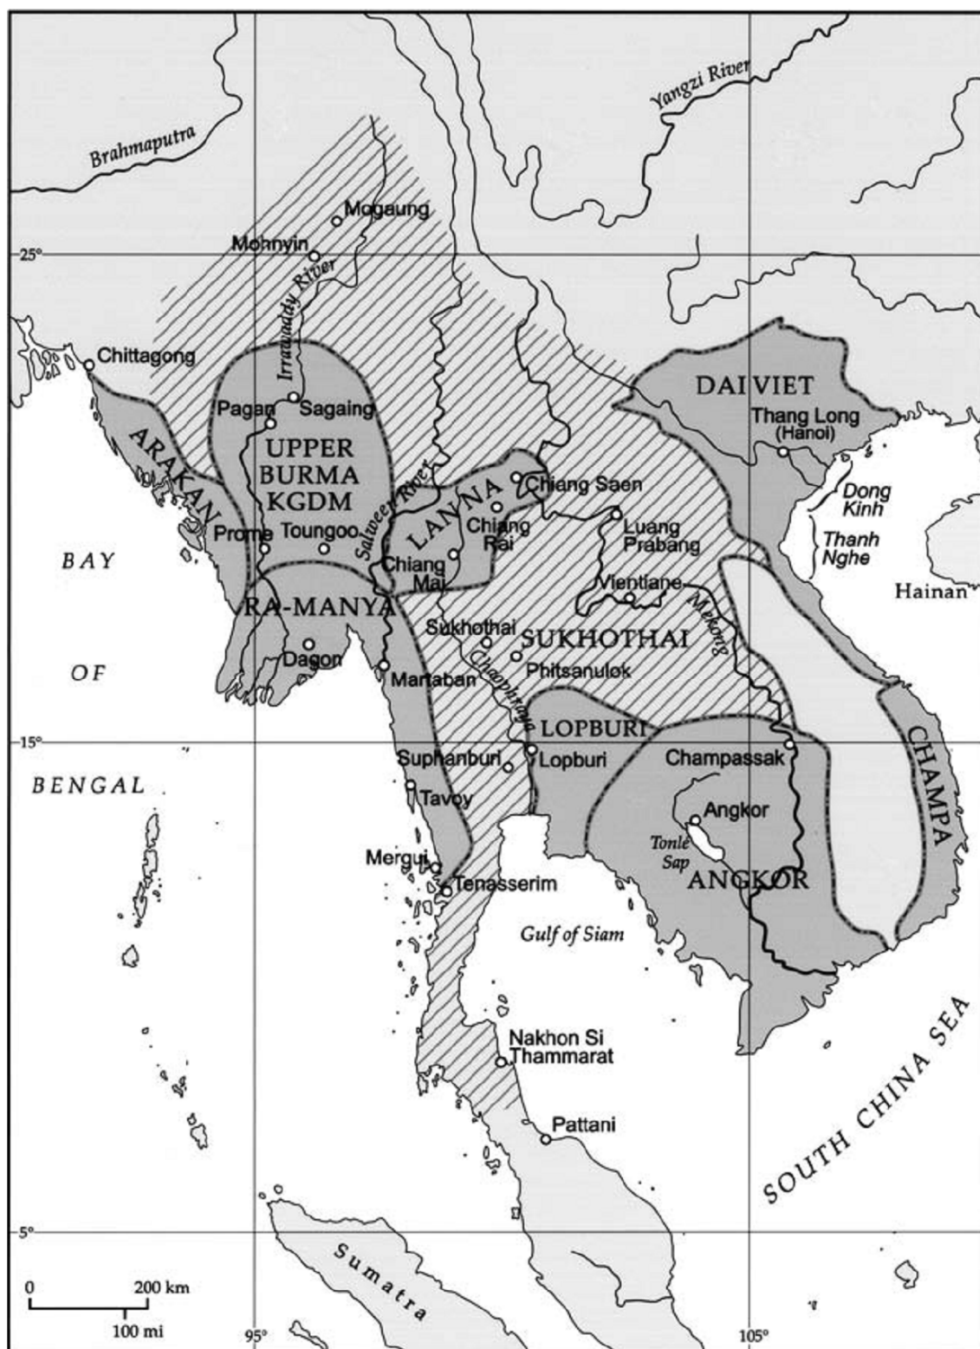 Yangzi River
Brahmaputra
Mogaung
Mohnyin
25°
Irrawaddy River
Chittagong
DAI VIET
Pagan
Sagaing
Thang Long
(Hanoi)
ARAKAN
UPPER
BURMA
KGDM
Salween River
LAN NA
Chiang Saen
Dong
Kinh
Prome
Toungoo
Chiang
Rai
Luang
Prabang
Thanh
Nghe
BAY
Chiang
Mai
Vientiane
Hainan
RA-MANYA
Mekong
Sukhothai
SUKHOTHAI
Dagon
Phitsanulok
OF
Martaban
Chaophraya
LOPBURI
CHAMPA
15°
Suphanburi
Lopburi
Champassak
BENGAL
Tavoy
Angkor
Tonlé
Sap
Mergui
ANGKOR
Tenasserim
Gulf of Siam
Nakhon Si
Thammarat
SOUTH CHINA SEA
Pattani
5°
Sumatra
0 200 km
100 mi
95°
105°